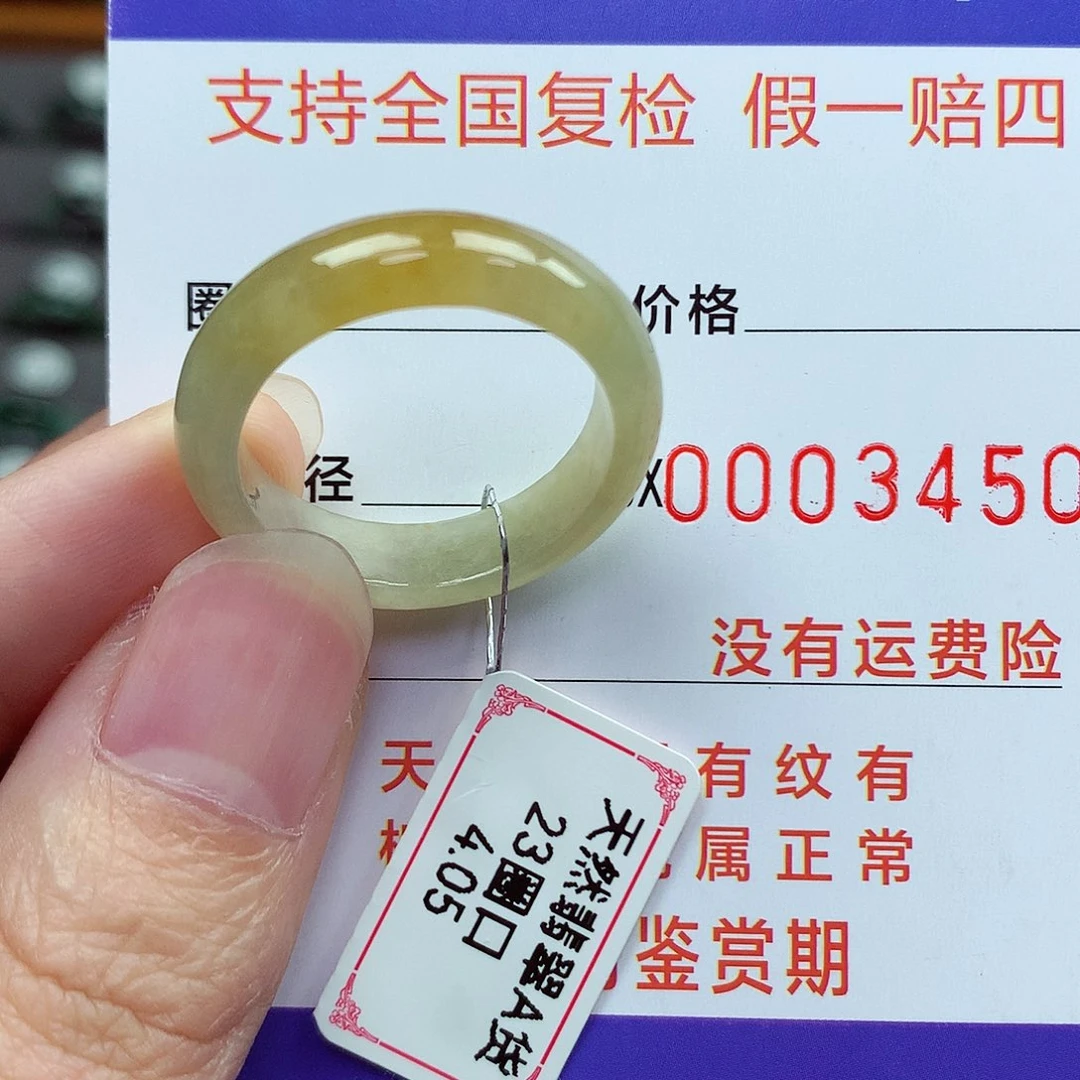 支持全国复检 假一赔四
圈 价格
径 X0003450
没有运费险
天 有纹有
属正常
鉴赏期
天然翡翠A货
23圈口
4.05